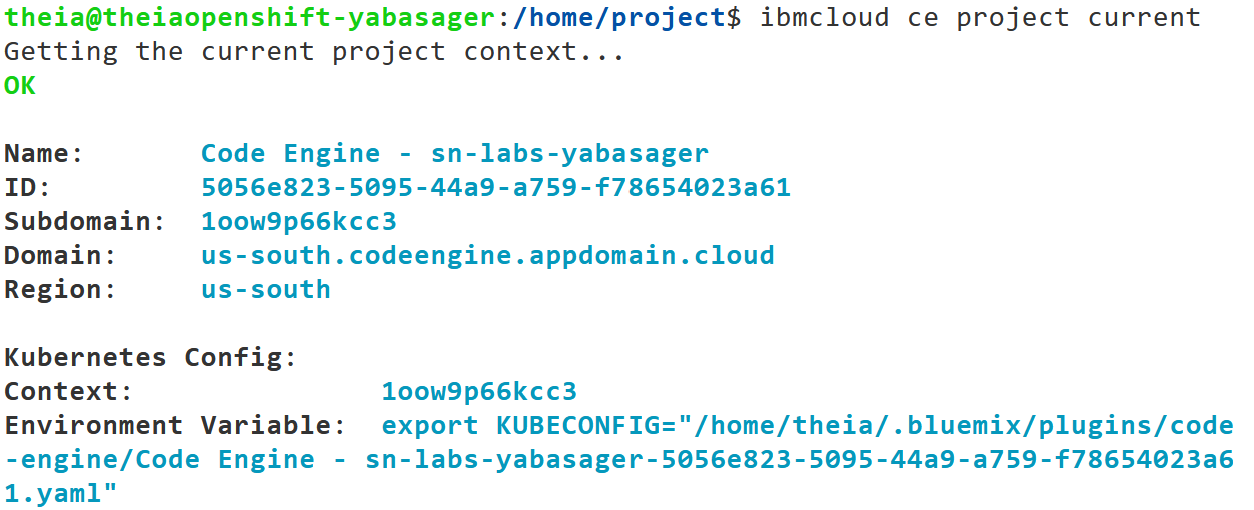 theia@theiaopenshift-yabasager:/home/project$ ibmcloud ce project current
Getting the current project context...
OK
Name: Code Engine - sn-labs-yabasager
ID: 5056e823-5095-44a9-a759-f78654023a61
Subdomain: 1oow9p66kcc3
Domain: us-south.codeengine.appdomain.cloud
Region: us-south
Kubernetes Config:
Context: 1oow9p66kcc3
Environment Variable: export KUBECONFIG="/home/theia/.bluemix/plugins/code
-engine/Code Engine - sn-labs-yabasager-5056e823-5095-44a9-a759-f78654023a6
1.yaml"